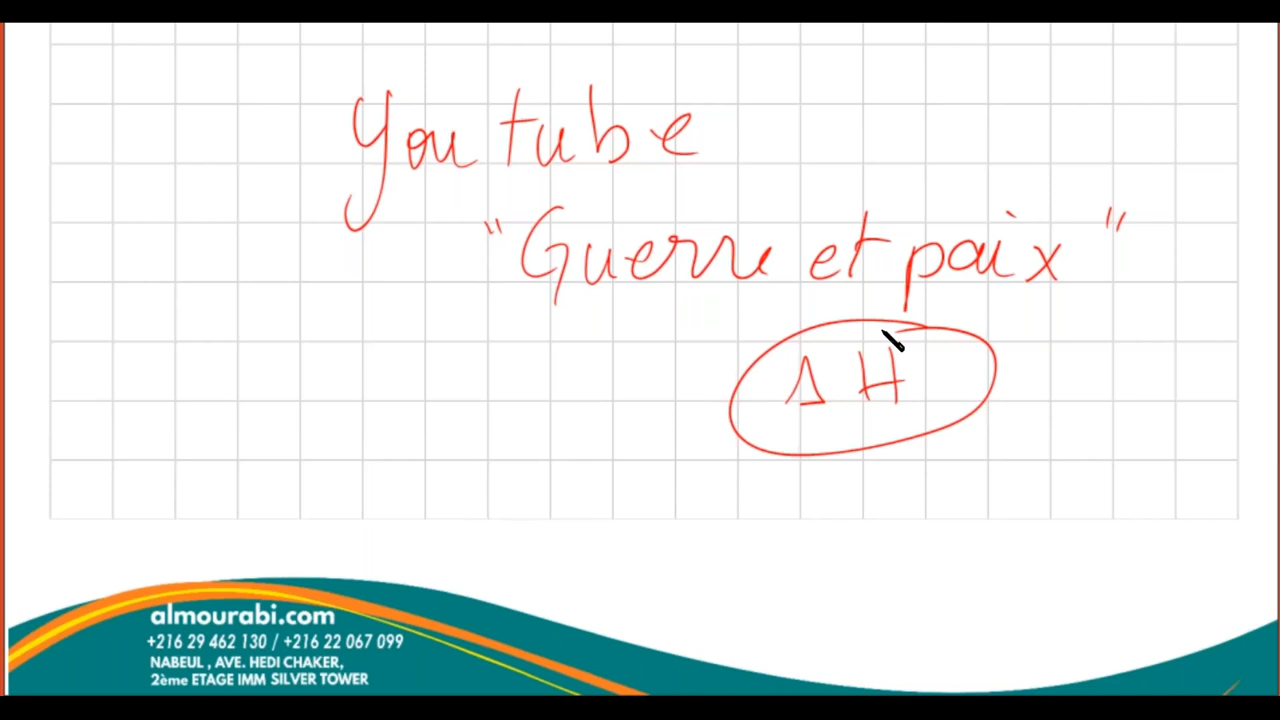 Youtube
"Guerre et paix"
1H
almourabi.com
+216 29 462 130 / +216 22 067 099
NABEUL , AVE. HEDI CHAKER,
2ème ETAGE IMM SILVER TOWER